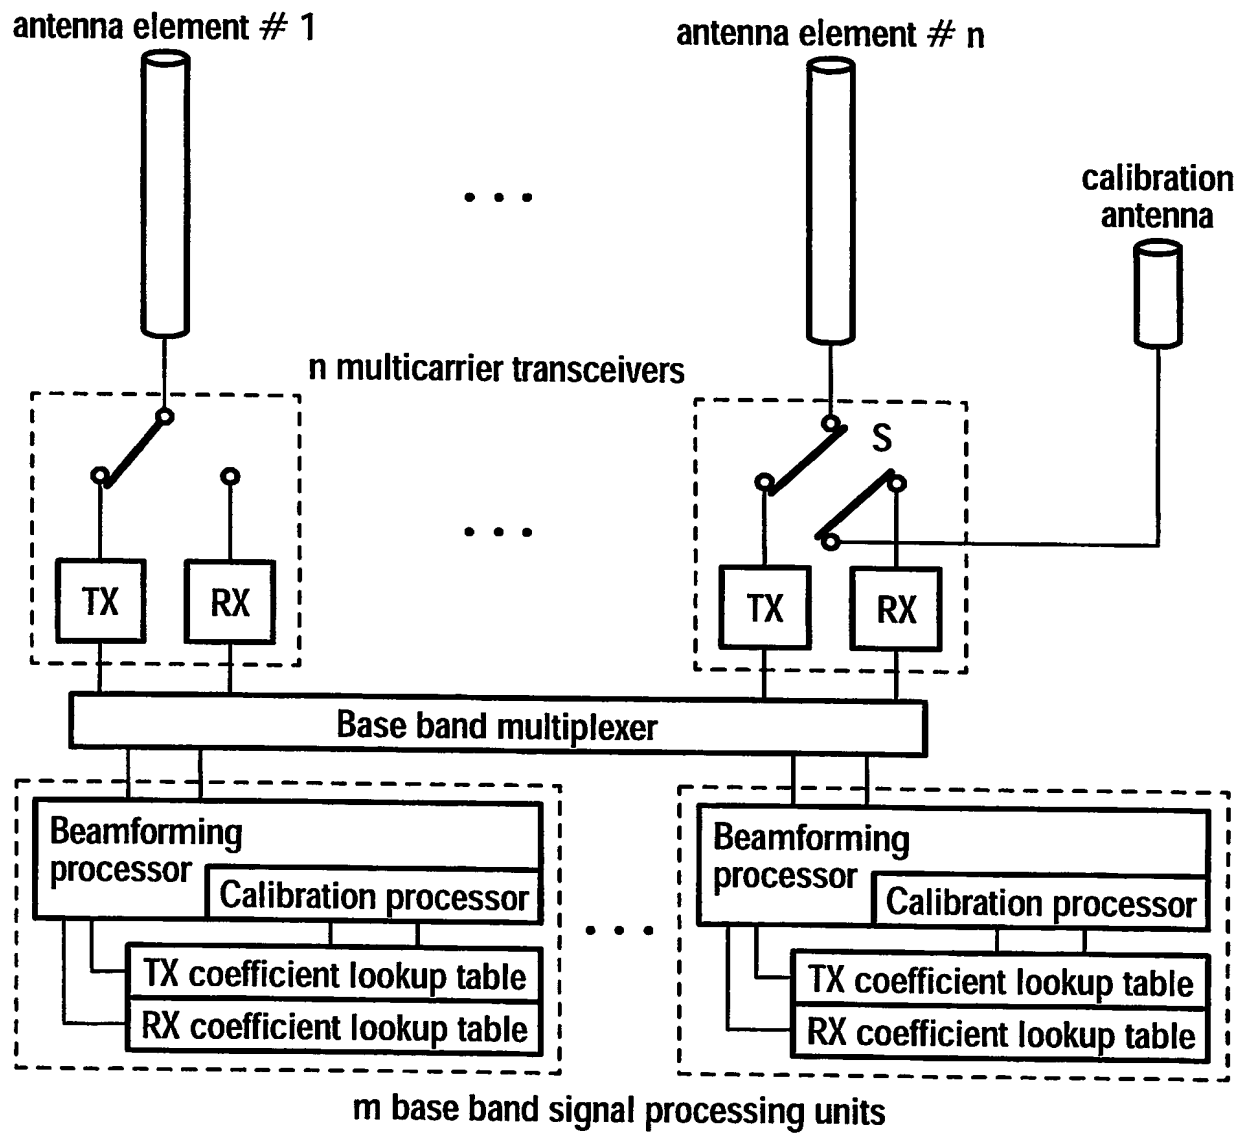 antenna element # 1
antenna element # n
calibration
antenna
n multicarrier transceivers
S
TX
RX
TX
RX
Base band multiplexer
Beamforming
processor
Calibration processor
TX coefficient lookup table
RX coefficient lookup table
Beamforming
processor
Calibration processor
TX coefficient lookup table
RX coefficient lookup table
m base band signal processing units